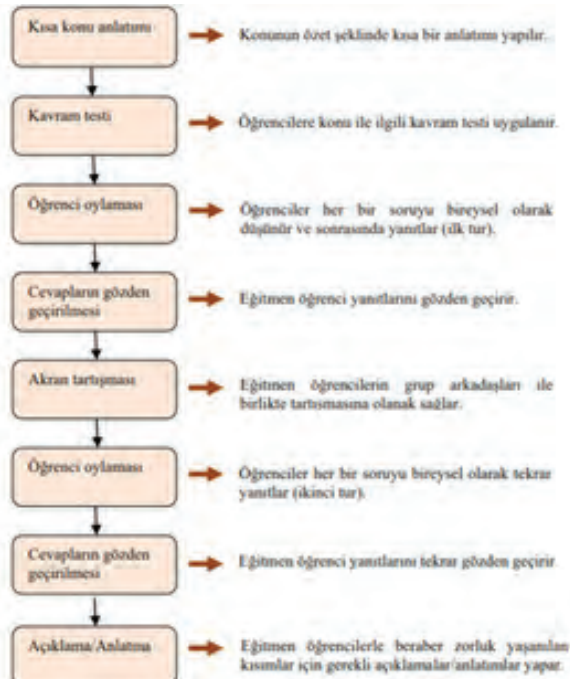 Kısa konu anlatımı
Konunun özet şeklinde kısa bir anlatımı yapılır.
Kavram testi
Öğrencilere konu ile ilgili kavram testi uygulanır.
Öğrenci oylaması
Öğrenciler her bir soruyu bireysel olarak
düşünür ve sonrasında yanıtlar (ilk tur).
Cevapların gözden
geçirilmesi
Eğitmen öğrenci yanıtlarını gözden geçirir.
Akran tartışması
Eğitmen öğrencilerin grup arkadaşları ile
birlikte tartışmasına olanak sağlar.
Öğrenci oylaması
Öğrenciler her bir soruyu bireysel olarak tekrar
yanıtlar (ikinci tur).
Cevapların gözden
geçirilmesi
Eğitmen öğrenci yanıtlarını tekrar gözden geçirir.
Açıklama/Anlatma
Eğitmen öğrencilerle beraber zorluk yaşanılan
kısımlar için gerekli açıklamalar/anlatımlar yapar.